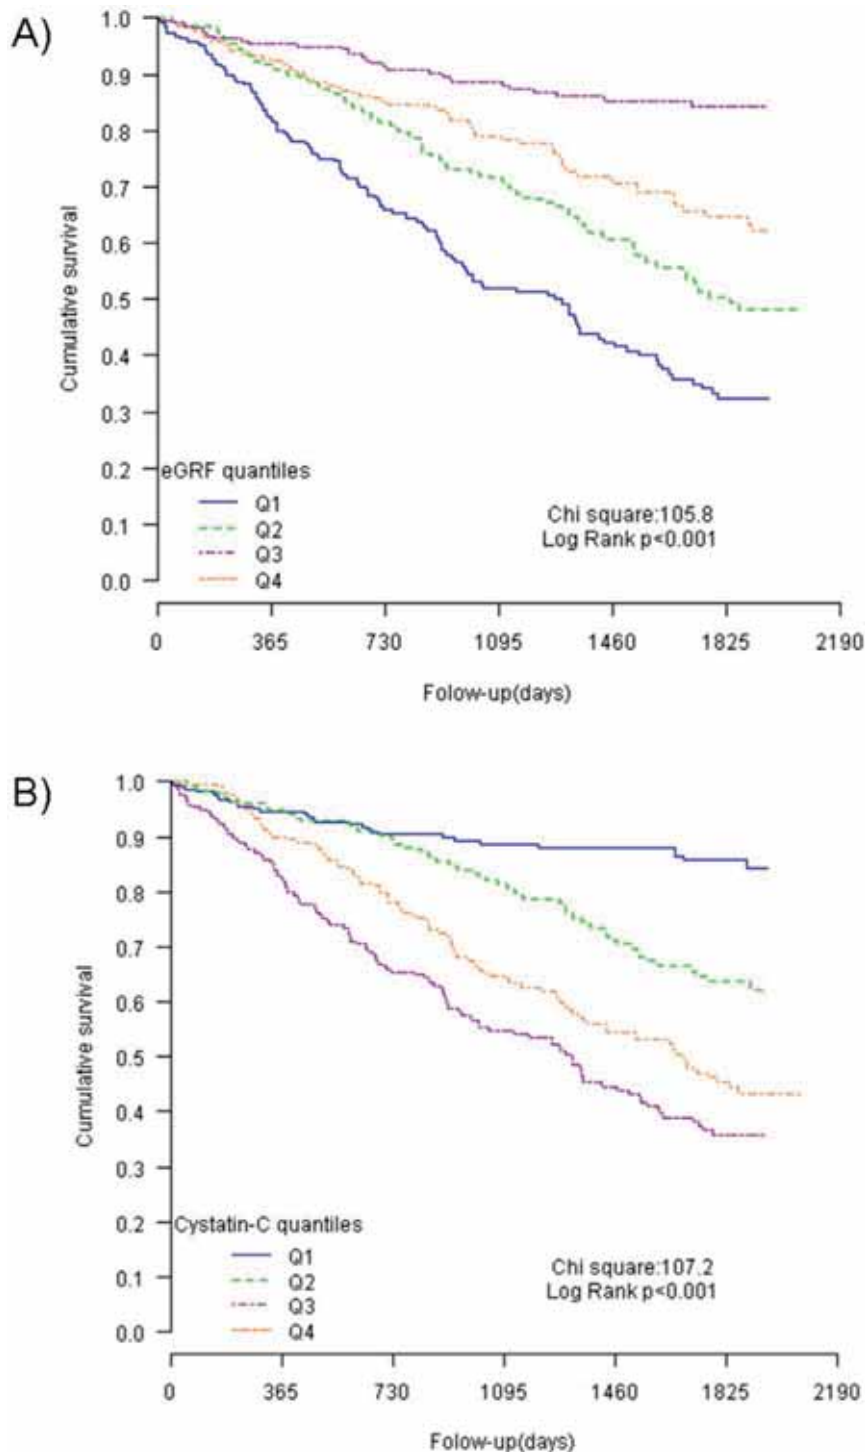 A)
Cumulative survival
1.0
0.9
0.8
0.7
0.6
0.5
0.4
0.3
0.2
0.1
0.0
eGRF quantiles
Q1
Q2
Q3
Q4
Chi square:105.8
Log Rank p<0.001
0 365 730 1095 1460 1825 2190
Folow-up(days)
B)
Cumulative survival
1.0
0.9
0.8
0.7
0.6
0.5
0.4
0.3
0.2
0.1
0.0
Cystatin-C quantiles
Q1
Q2
Q3
Q4
Chi square:107.2
Log Rank p<0.001
0 365 730 1095 1460 1825 2190
Folow-up(days)